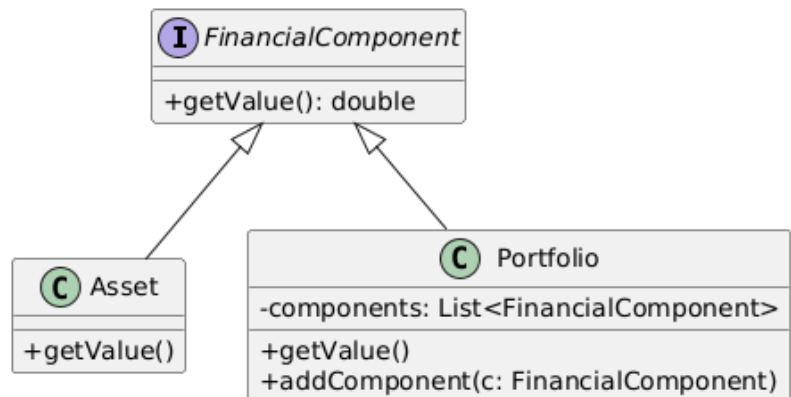 I FinancialComponent
+getValue(): double
C Asset
+getValue()
C Portfolio
-components: List<FinancialComponent>
+getValue()
+addComponent(c: FinancialComponent)